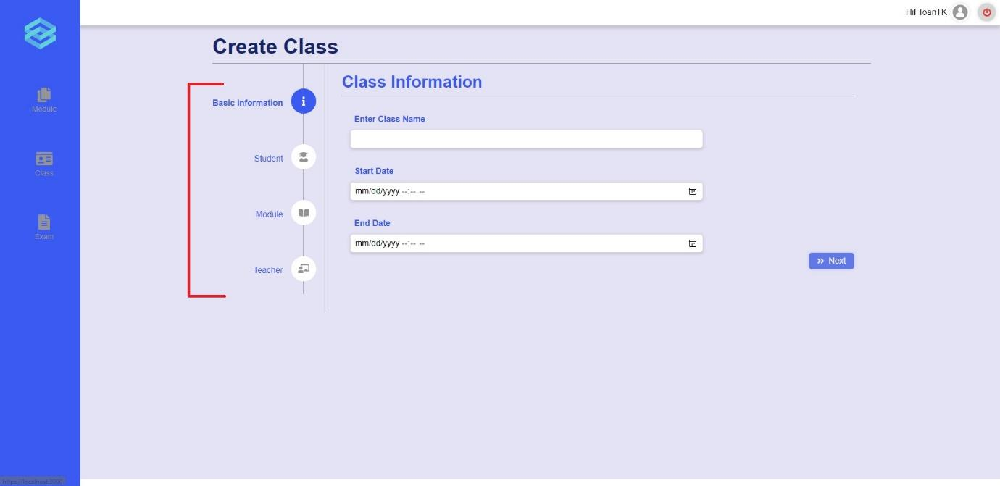 Hi! ToanTK
Create Class
Module
Class
Exam
Basic information
Student
Module
Teacher
Class Information
Enter Class Name
Start Date
mm/dd/yyyy --:-- --
End Date
mm/dd/yyyy --:-- --
Next
https://localhost:3000